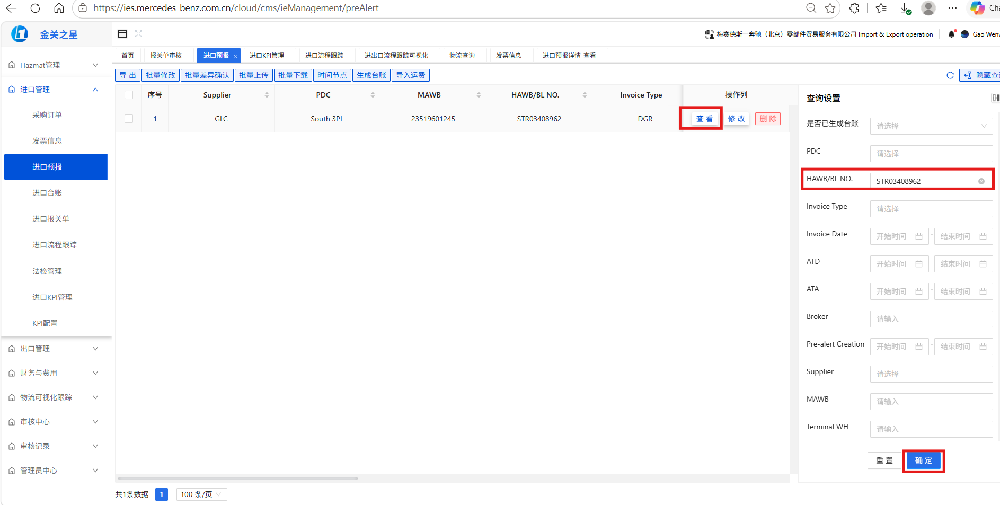 https://ies.mercedes-benz.com.cn/cloud/cms/ieManagement/preAlert
金关之星
梅赛德斯一奔驰（北京）零部件贸易服务有限公司 Import & Export operation
首页 报关单审核 进口预报 × 进口KPI管理 进口流程跟踪 进出口流程跟踪可视化 物流查询 发票信息 进口预报详情-查看
导 出 批量修改 批量差异确认 批量上传 批量下载 时间节点 生成台账 导入运费
Hazmat管理
进口管理
采购订单
发票信息
进口预报
进口台账
进口报关单
进口流程跟踪
法检管理
进口KPI管理
KPI配置
出口管理
财务与费用
物流可视化跟踪
审核中心
审核记录
管理员中心
序号 Supplier PDC MAWB HAWB/BL NO. Invoice Type 操作列
1 GLC South 3PL 23519601245 STR03408962 DGR 查 看 修 改 删 除
共1条数据 1 100 条/页
查询设置
是否已生成台账 请选择
PDC 请选择
HAWB/BL NO. STR03408962
Invoice Type 请选择
Invoice Date 开始时间 - 结束时间
ATD 开始时间 - 结束时间
ATA 开始时间 - 结束时间
Broker 请输入
Pre-alert Creation 开始时间 - 结束时间
Supplier 请选择
MAWB 请输入
Terminal WH 请输入
重 置 确 定